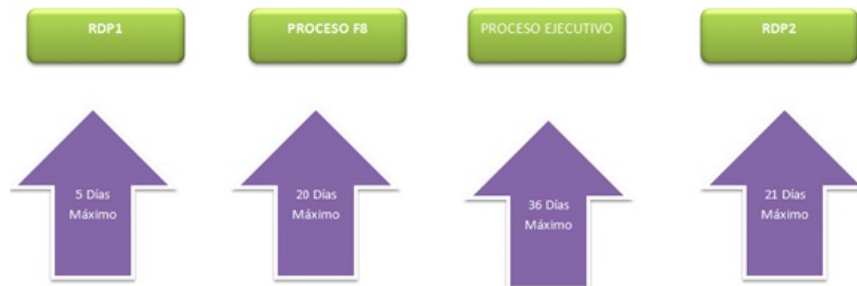 RDP1
PROCESO F8
PROCESO EJECUTIVO
RDP2
5 Días
Máximo
20 Días
Máximo
36 Días
Máximo
21 Días
Máximo